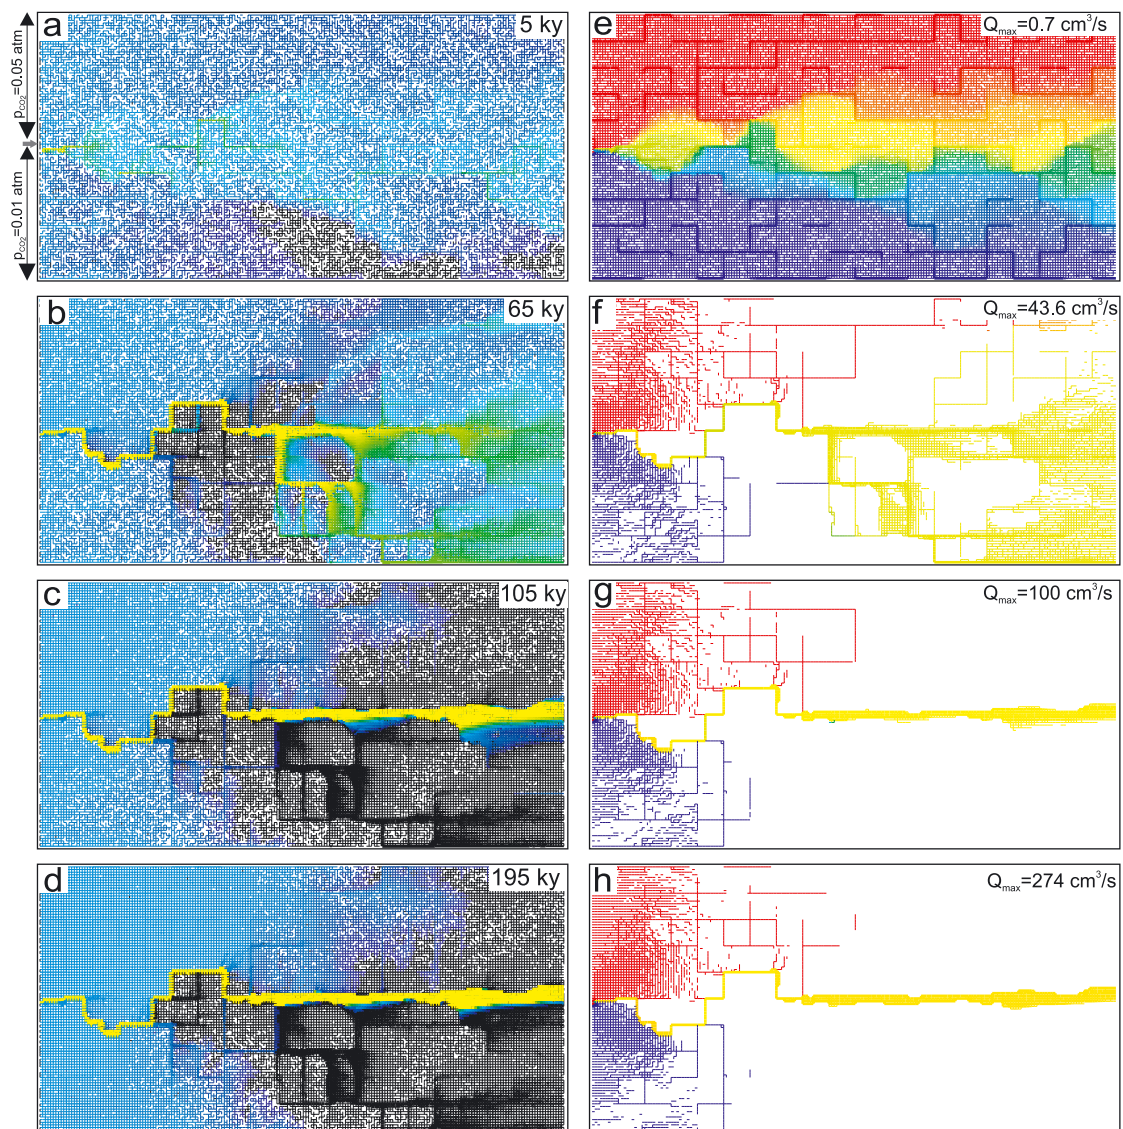 a
5 ky
e
Qmax=0.7 cm³/s
pCO2=0.05 atm
pCO2=0.01 atm
b
65 ky
f
Qmax=43.6 cm³/s
c
105 ky
g
Qmax=100 cm³/s
d
195 ky
h
Qmax=274 cm³/s